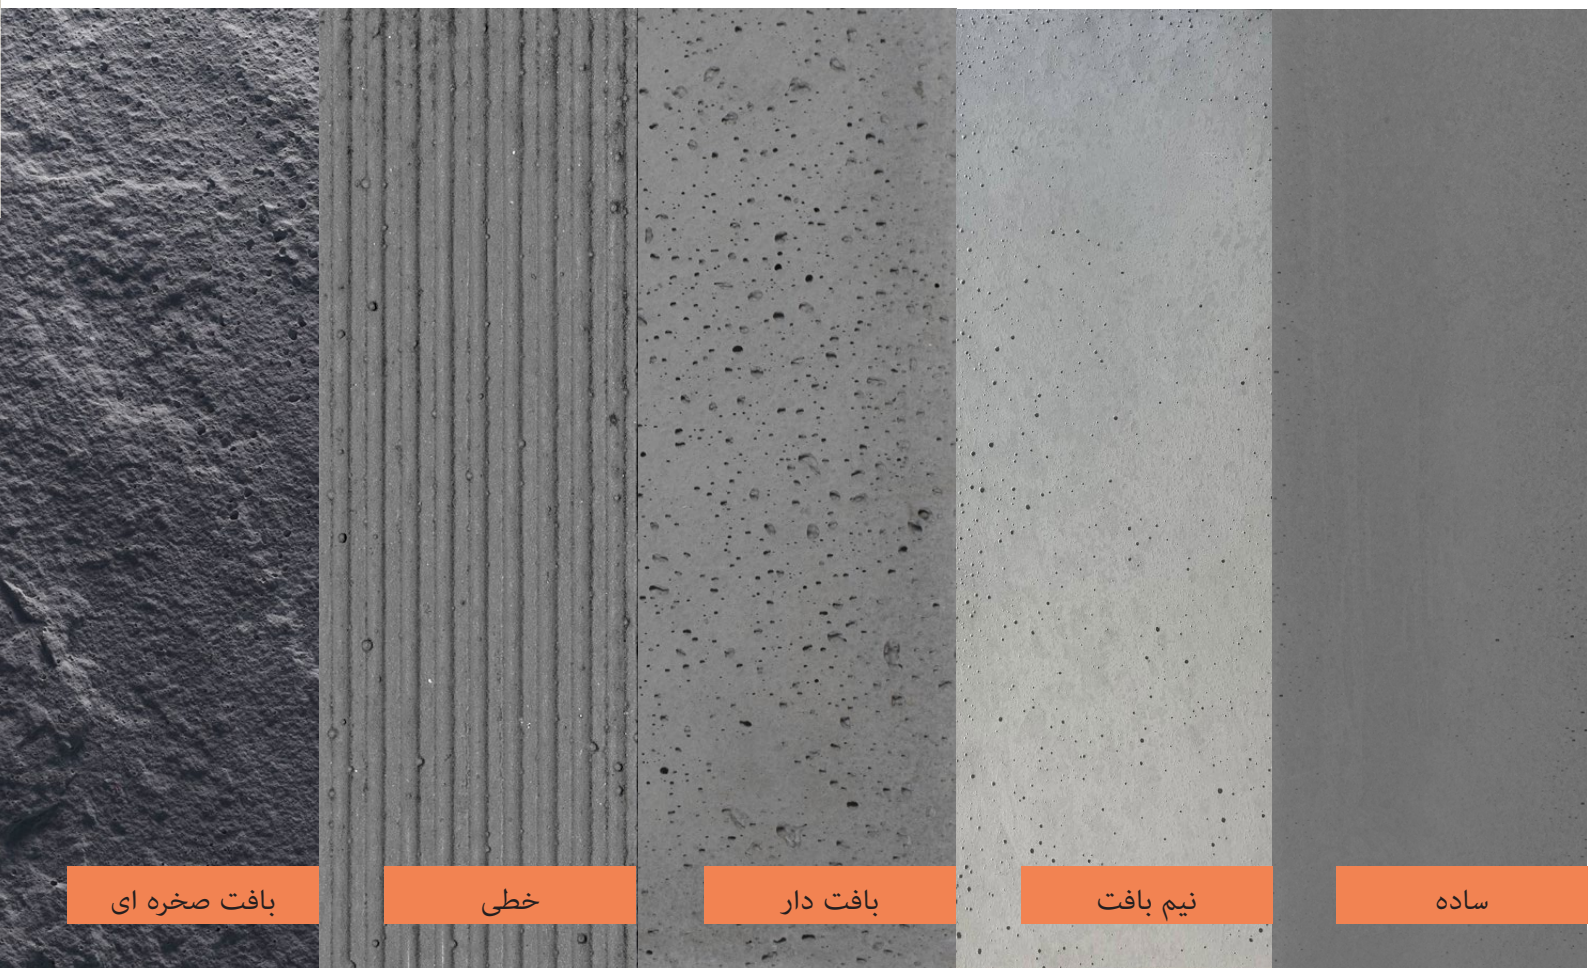 ساده
نیم بافت
بافت دار
خطی
بافت صخره ای